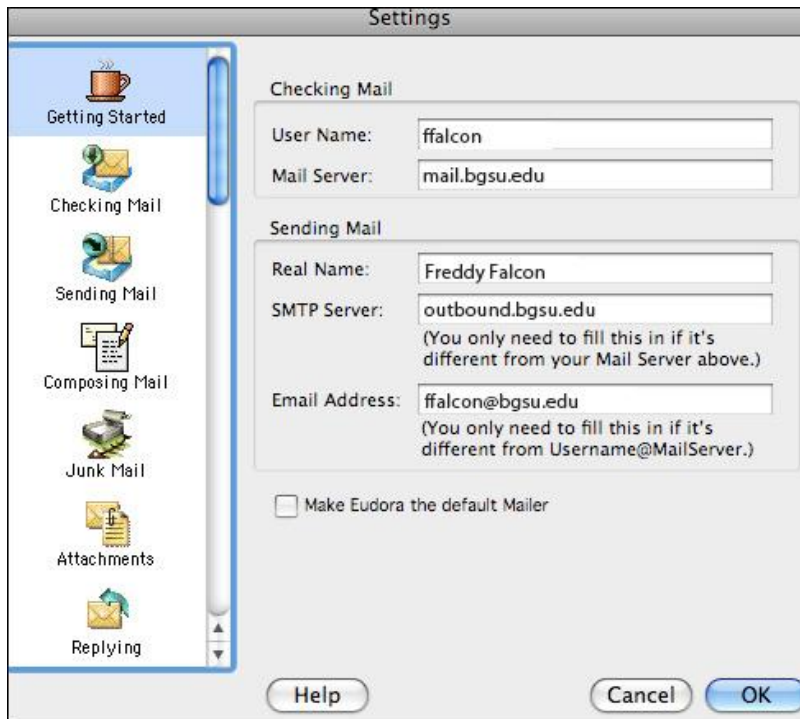 Settings
Getting Started
Checking Mail
Sending Mail
Composing Mail
Junk Mail
Attachments
Replying
Checking Mail
User Name: ffalcon
Mail Server: mail.bgsu.edu
Sending Mail
Real Name: Freddy Falcon
SMTP Server: outbound.bgsu.edu
(You only need to fill this in if it's
different from your Mail Server above.)
Email Address: ffalcon@bgsu.edu
(You only need to fill this in if it's
different from Username@MailServer.)
Make Eudora the default Mailer
Help Cancel OK